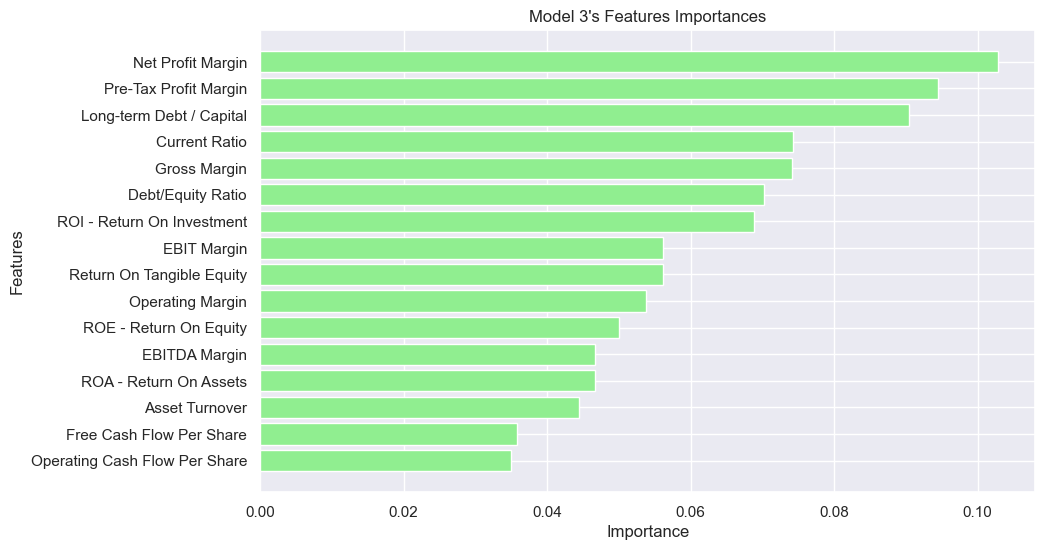 Model 3's Features Importances
Features
Net Profit Margin
Pre-Tax Profit Margin
Long-term Debt / Capital
Current Ratio
Gross Margin
Debt/Equity Ratio
ROI - Return On Investment
EBIT Margin
Return On Tangible Equity
Operating Margin
ROE - Return On Equity
EBITDA Margin
ROA - Return On Assets
Asset Turnover
Free Cash Flow Per Share
Operating Cash Flow Per Share
0.00 0.02 0.04 0.06 0.08 0.10
Importance